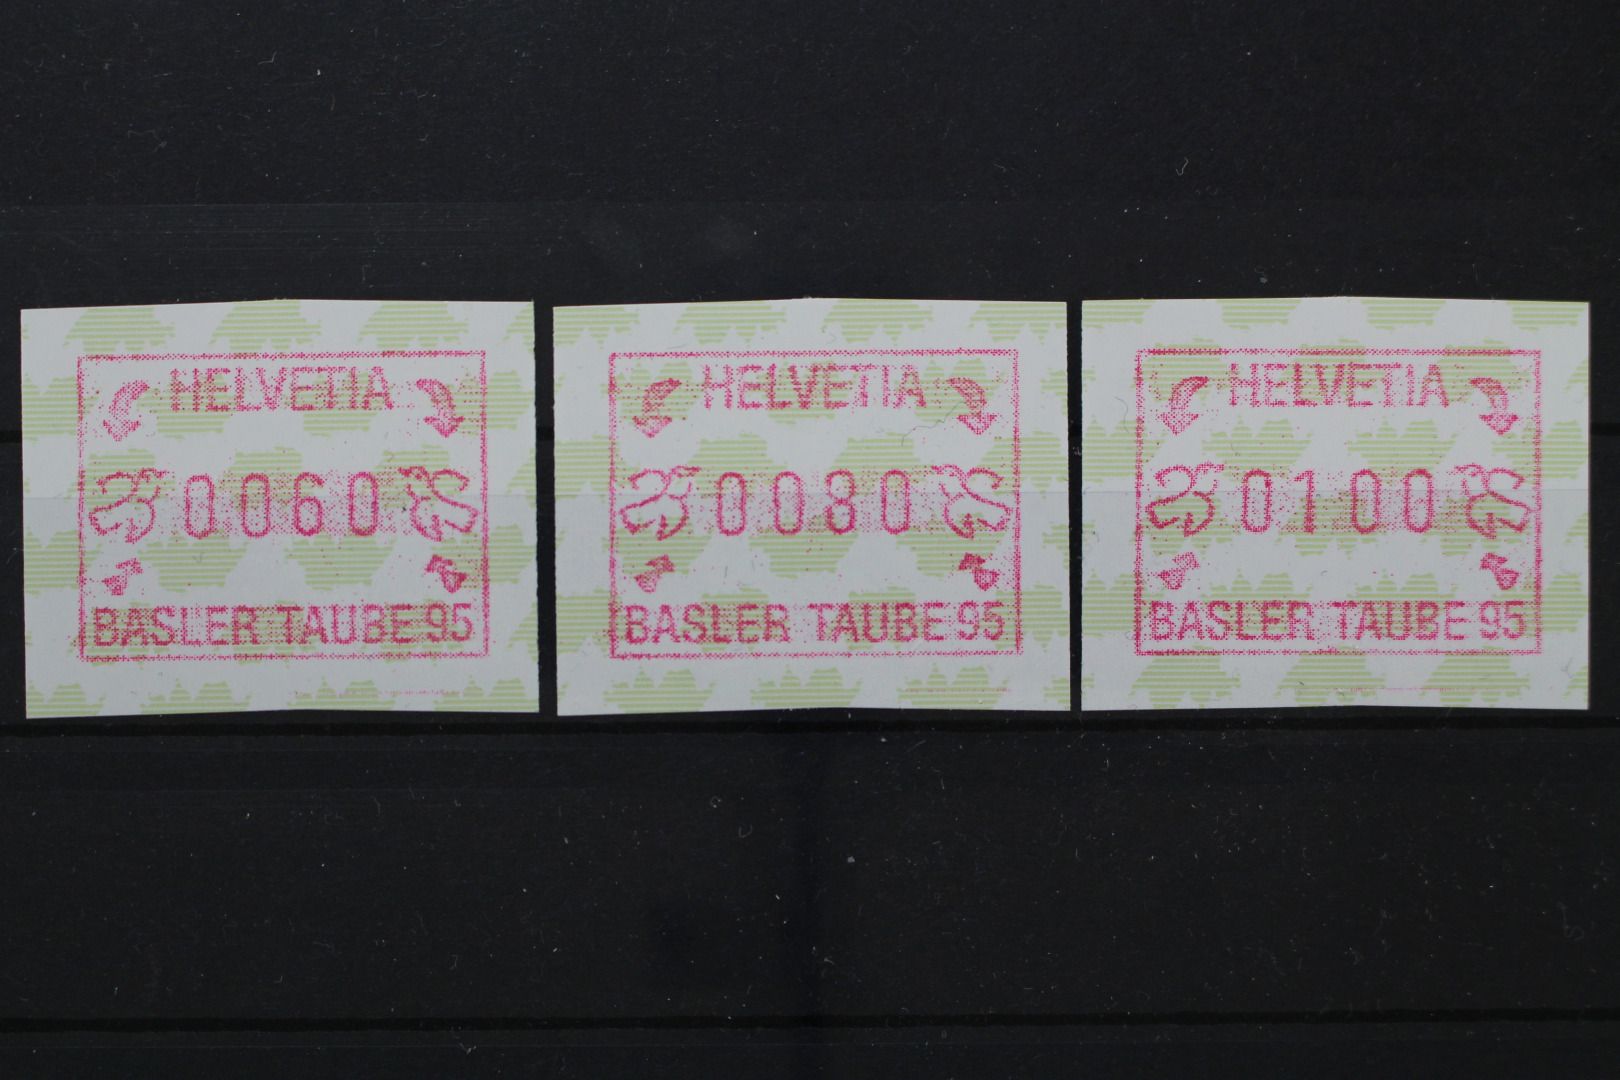 HELVETIA
0060
BASLER TAUBE 95
HELVETIA
0080
BASLER TAUBE 95
HELVETIA
0100
BASLER TAUBE 95